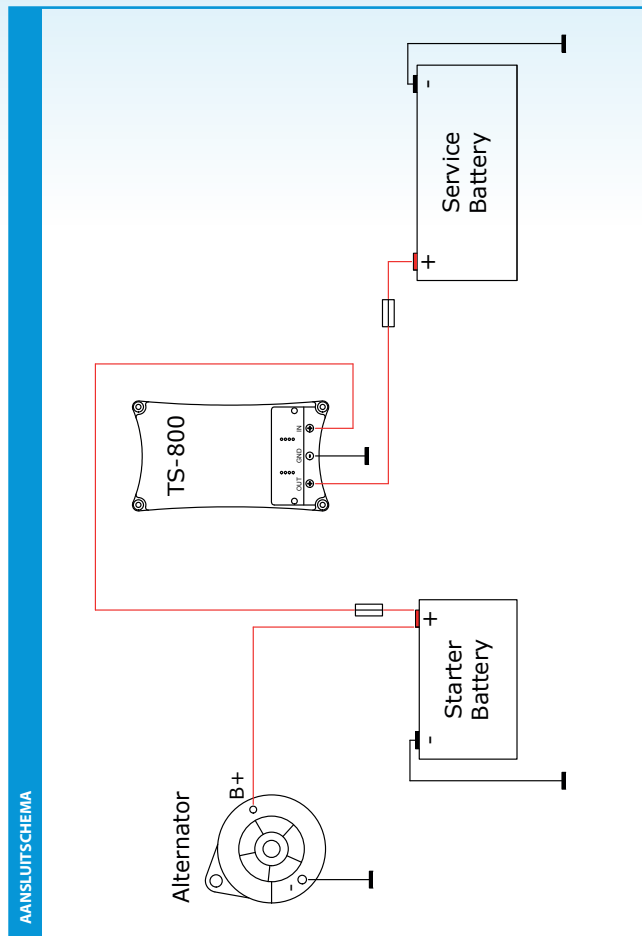 AANSLUITSCHEMA
Alternator
B+
-
Starter
Battery
-
+
TS-800
OUT
GND
IN
+
-
+
Service
Battery
+
-